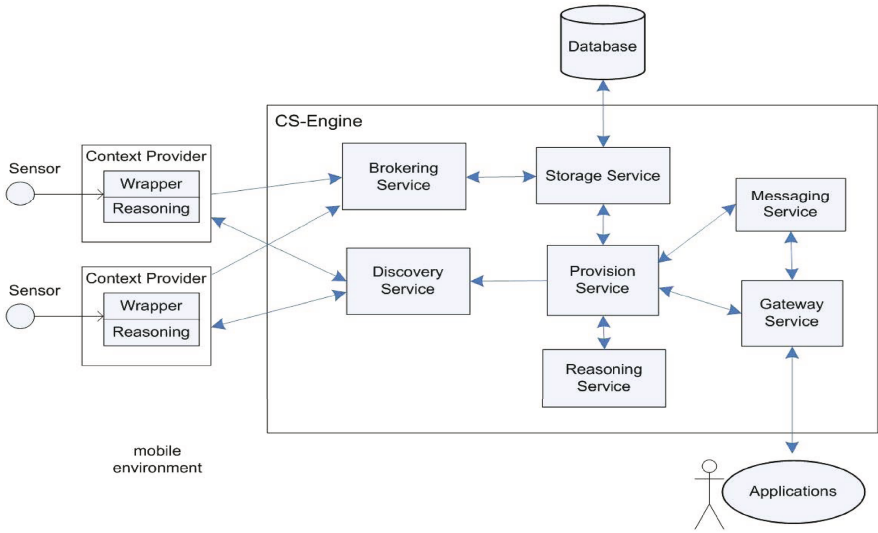 Database
CS-Engine
Sensor
Context Provider
Wrapper
Reasoning
Brokering
Service
Storage Service
Messaging
Service
Sensor
Context Provider
Wrapper
Reasoning
Discovery
Service
Provision
Service
Gateway
Service
Reasoning
Service
mobile
environment
Applications